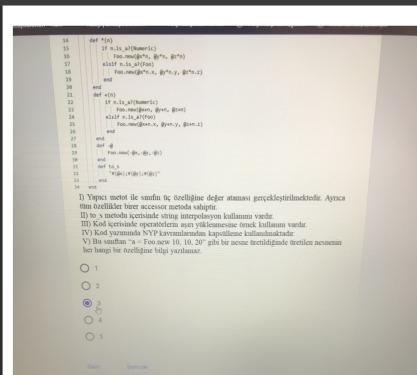 14 def *(n)
15 if n.is_a?(Numeric)
16 Foo.new(@x*n, @y*n, @z*n)
17 elsif n.is_a?(Foo)
18 Foo.new(@x*n.x, @y*n.y, @z*n.z)
19 end
20 end
21 def +(n)
22 if n.is_a?(Numeric)
23 Foo.new(@x+n, @y+n, @z+n)
24 elsif n.is_a?(Foo)
25 Foo.new(@x+n.x, @y+n.y, @z+n.z)
26 end
27 end
28 def -@
29 Foo.new(-@x,-@y,-@z)
30 end
31 def to_s
32
33 end
34 end
I) Yapıcı metot ile sınıfın üç özelliğine değer ataması gerçekleştirilmektedir. Ayrıca
tüm özellikler birer accessor metoda sahiptir.
II) to_s metodu içerisinde string interpolasyon kullanımı vardır.
III) Kod içerisinde operatörlerin aşırı yüklenmesine örnek kullanım vardır.
IV) Kod yazımında NYP kavramlarından kapsülleme kullanılmaktadır.
V) Bu sınıftan "a = Foo.new 10, 10, 20" gibi bir nesne üretildiğinde üretilen nesnenin
her hangi bir özelliğine bilgi yazılamaz.
1
2
3
4
5